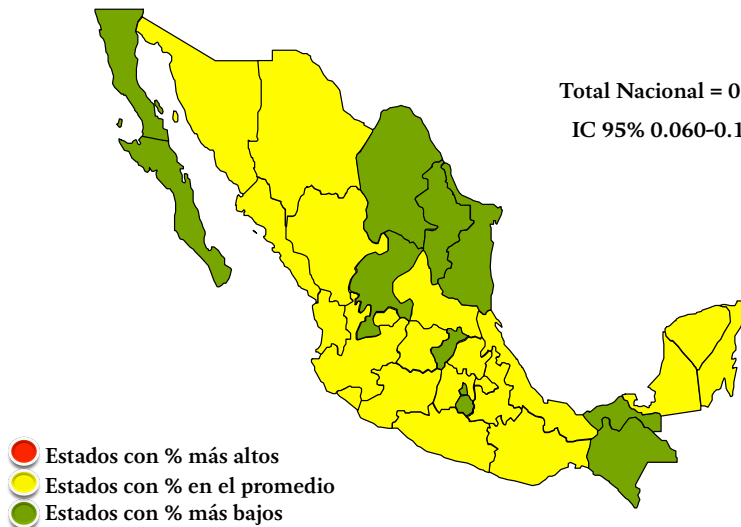 Total Nacional = 0
IC 95% 0.060-0.1
Estados con % más altos
Estados con % en el promedio
Estados con % más bajos